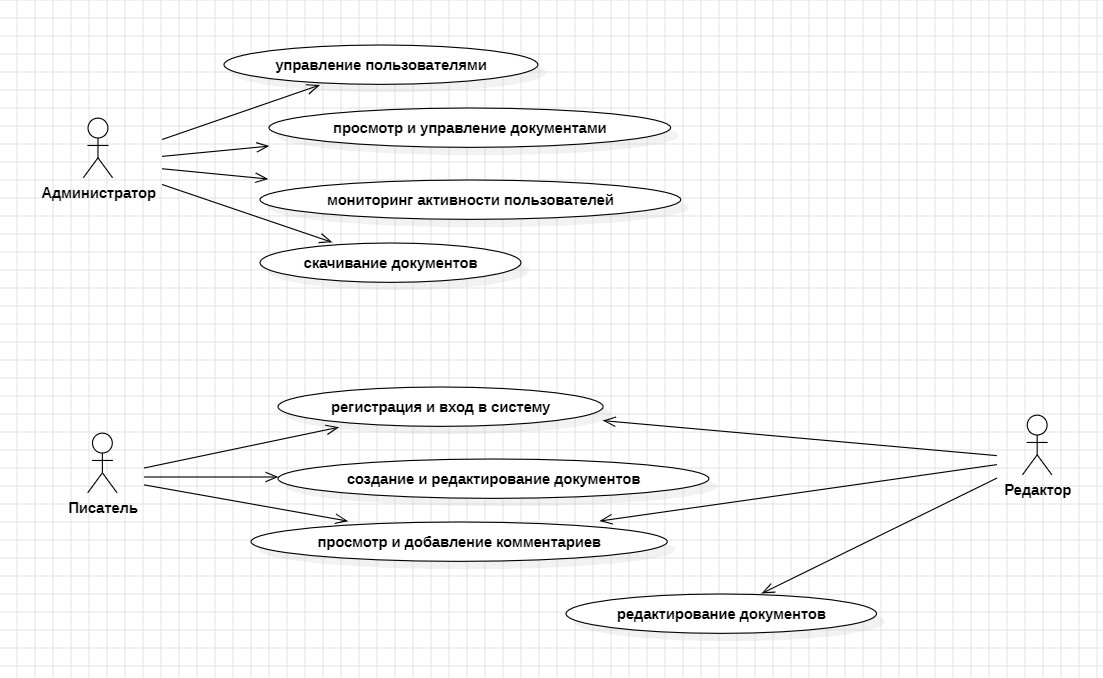 управление пользователями
просмотр и управление документами
Администратор
мониторинг активности пользователей
скачивание документов
регистрация и вход в систему
создание и редактирование документов
Редактор
Писатель
просмотр и добавление комментариев
редактирование документов